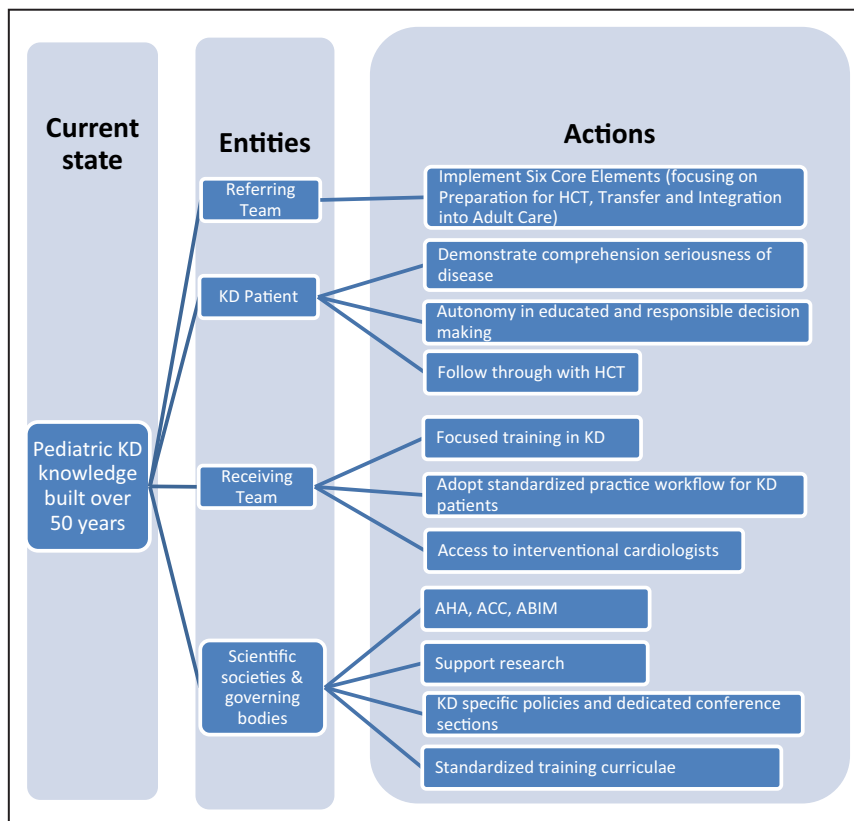 Current
state
Entities
Actions
Pediatric KD
knowledge
built over
50 years
Referring
Team
Implement Six Core Elements (focusing on
Preparation for HCT, Transfer and Integration
into Adult Care)
KD Patient
Demonstrate comprehension seriousness of
disease
Autonomy in educated and responsible decision
making
Follow through with HCT
Receiving
Team
Focused training in KD
Adopt standardized practice workflow for KD
patients
Access to interventional cardiologists
Scientific
societies &
governing
bodies
AHA, ACC, ABIM
Support research
KD specific policies and dedicated conference
sections
Standardized training curriculae